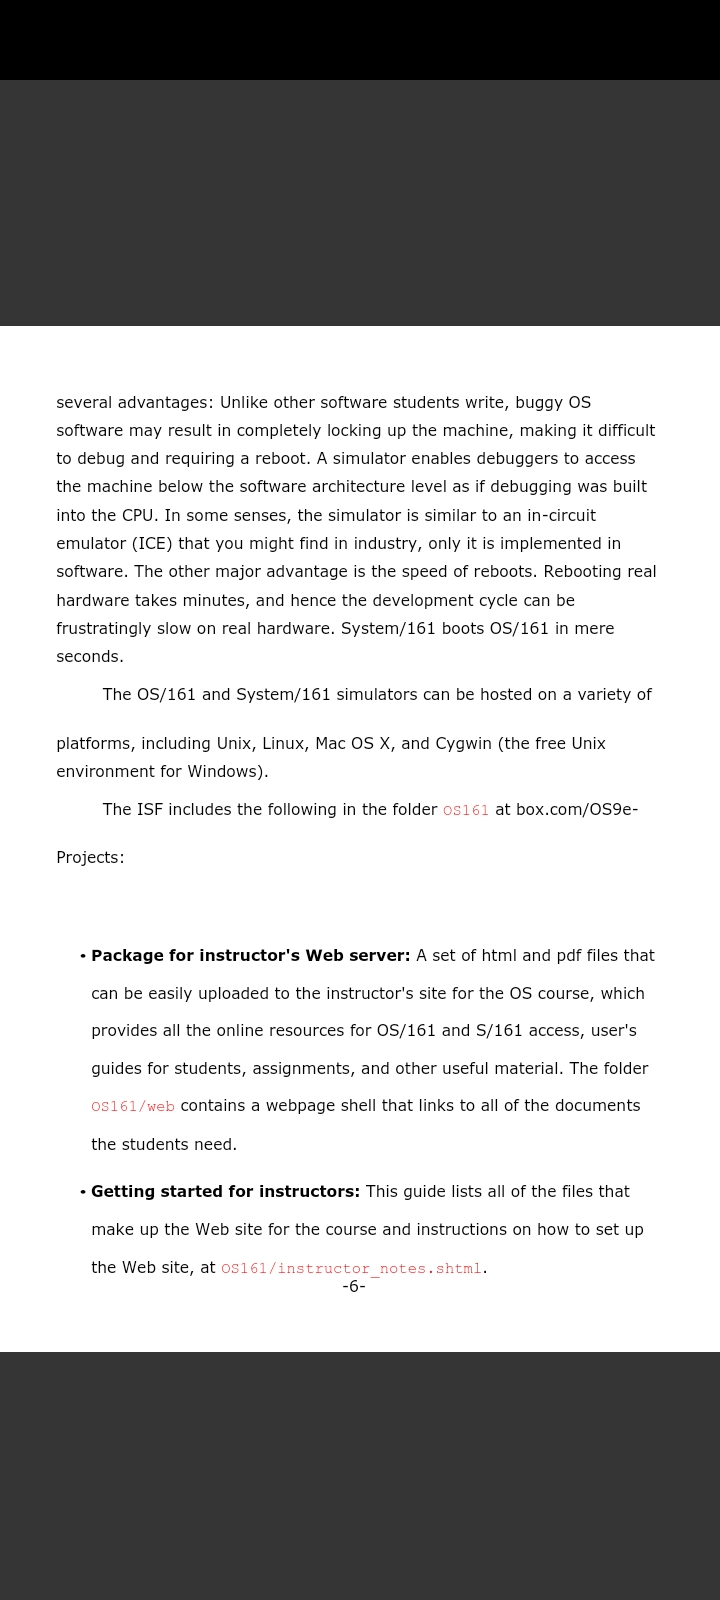 several advantages: Unlike other software students write, buggy OS
software may result in completely locking up the machine, making it difficult
to debug and requiring a reboot. A simulator enables debuggers to access
the machine below the software architecture level as if debugging was built
into the CPU. In some senses, the simulator is similar to an in-circuit
emulator (ICE) that you might find in industry, only it is implemented in
software. The other major advantage is the speed of reboots. Rebooting real
hardware takes minutes, and hence the development cycle can be
frustratingly slow on real hardware. System/161 boots OS/161 in mere
seconds.
The OS/161 and System/161 simulators can be hosted on a variety of
platforms, including Unix, Linux, Mac OS X, and Cygwin (the free Unix
environment for Windows).
The ISF includes the following in the folder OS161 at box.com/OS9e-
Projects:
• Package for instructor's Web server: A set of html and pdf files that
can be easily uploaded to the instructor's site for the OS course, which
provides all the online resources for OS/161 and S/161 access, user's
guides for students, assignments, and other useful material. The folder
OS161/web contains a webpage shell that links to all of the documents
the students need.
• Getting started for instructors: This guide lists all of the files that
make up the Web site for the course and instructions on how to set up
the Web site, at OS161/instructor_notes.shtml.
-6-